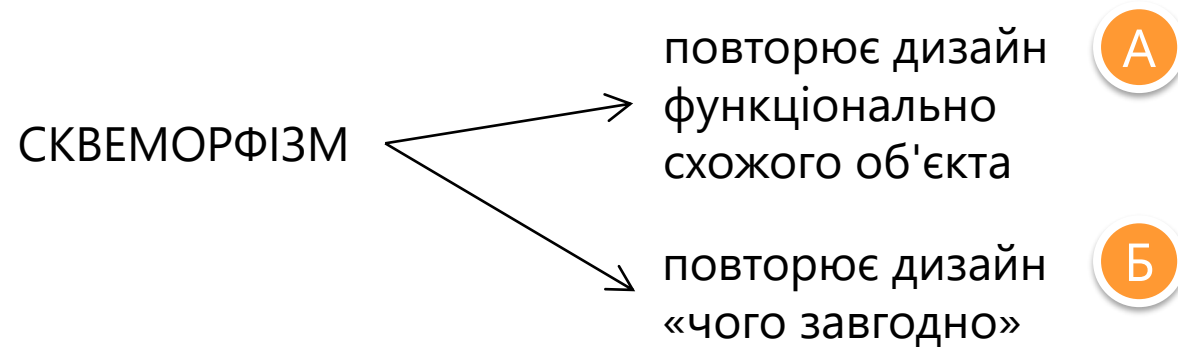 СКВЕМОРФІЗМ
повторює дизайн
функціонально
схожого об'єкта
А
повторює дизайн
«чого завгодно»
Б